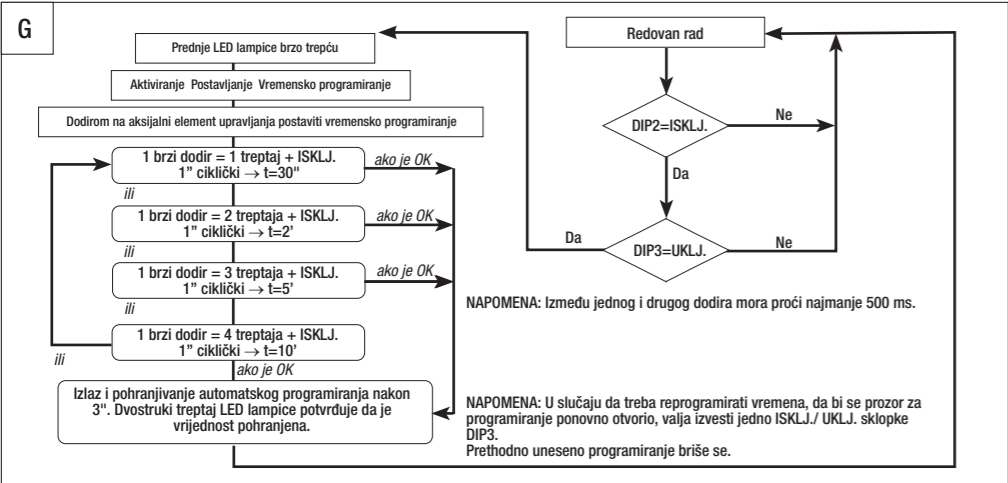 G
Prednje LED lampice brzo trepću
Aktiviranje Postavljanje Vremensko programiranje
Dodirom na aksijalni element upravljanja postaviti vremensko programiranje
1 brzi dodir = 1 treptaj + ISKLJ.
1” ciklički → t=30"
ako je OK
ili
1 brzi dodir = 2 treptaja + ISKLJ.
1” ciklički → t=2’
ako je OK
ili
1 brzi dodir = 3 treptaja + ISKLJ.
1” ciklički → t=5’
ako je OK
ili
1 brzi dodir = 4 treptaja + ISKLJ.
1” ciklički → t=10’
ili
ako je OK
Izlaz i pohranjivanje automatskog programiranja nakon
3". Dvostruki treptaj LED lampice potvrđuje da je
vrijednost pohranjena.
Redovan rad
DIP2=ISKLJ.
Ne
Da
DIP3=UKLJ.
Da
Ne
NAPOMENA: Između jednog i drugog dodira mora proći najmanje 500 ms.
NAPOMENA: U slučaju da treba reprogramirati vremena, da bi se prozor za
programiranje ponovno otvorio, valja izvesti jedno ISKLJ./ UKLJ. sklopke
DIP3.
Prethodno uneseno programiranje briše se.